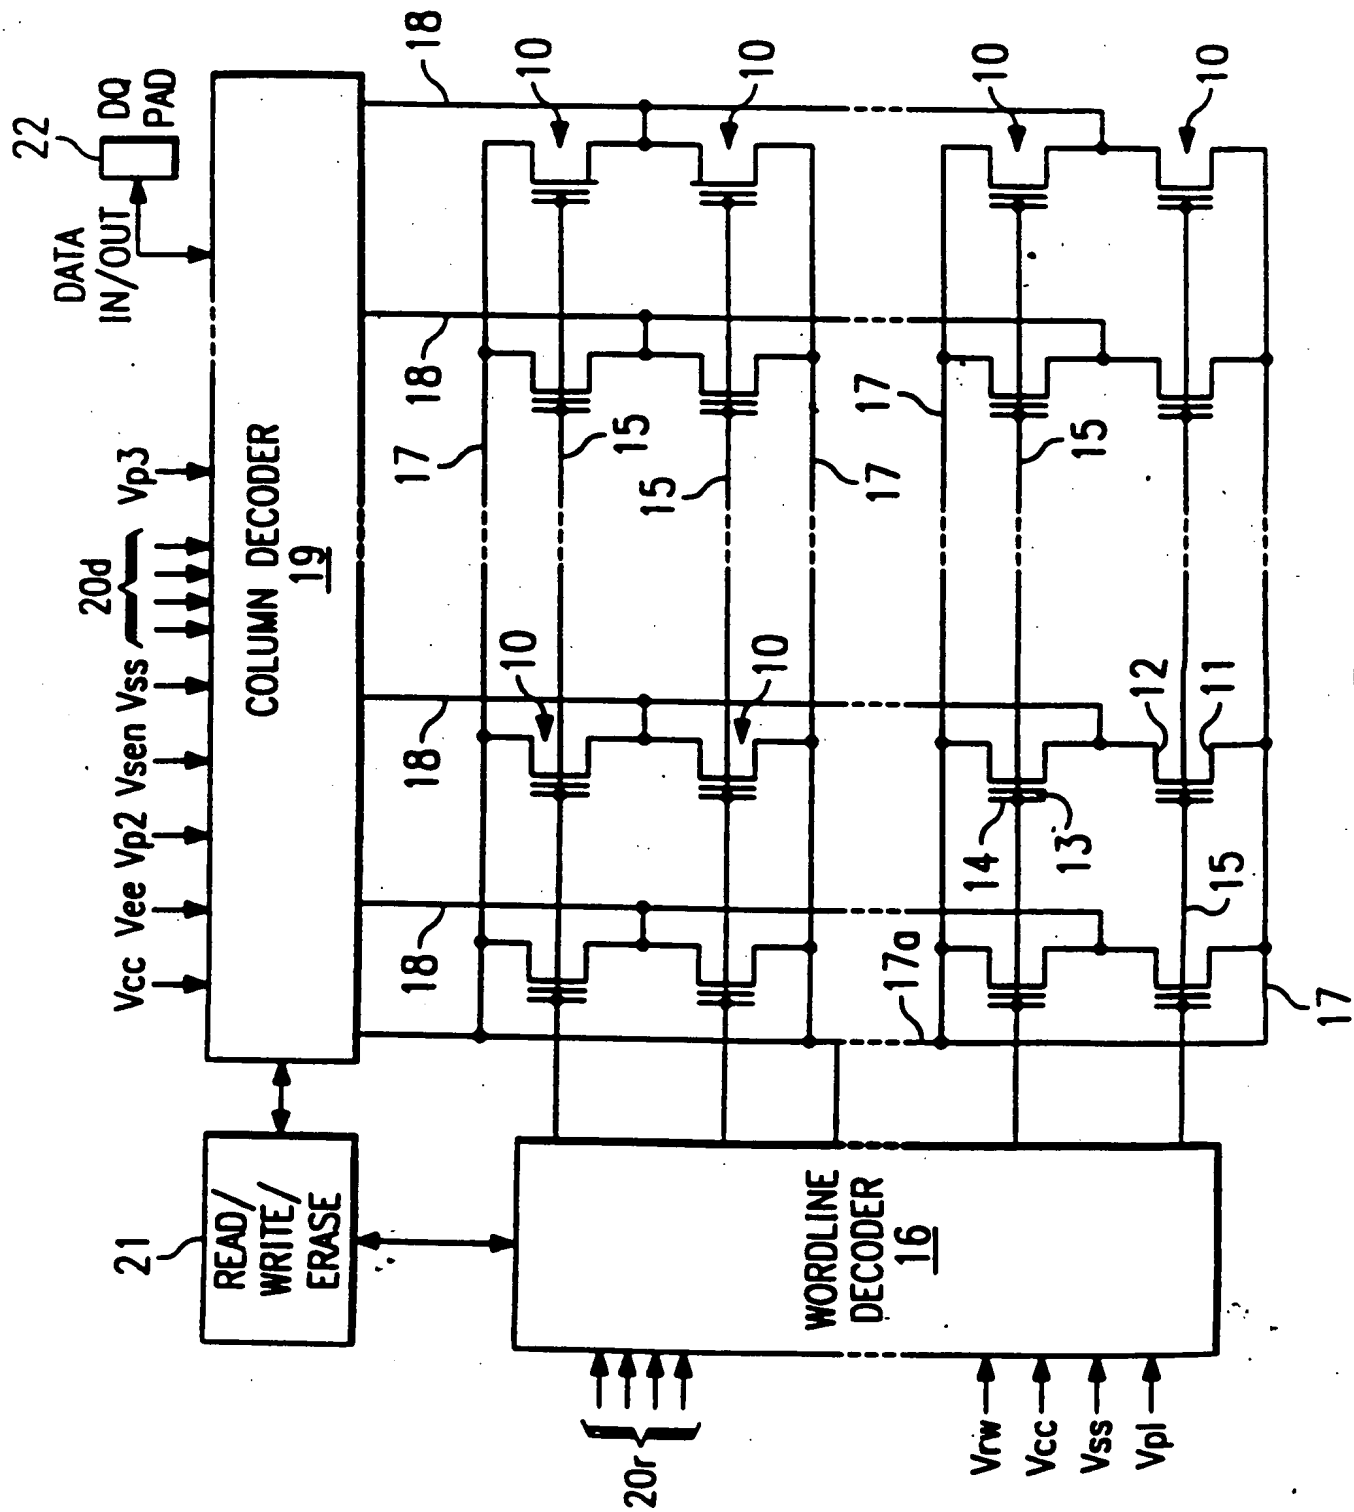 22
DATA
IN/OUT
DQ
PAD
Vcc Vee Vp2 Vsen Vss 20d Vp3
21
READ/
WRITE/
ERASE
COLUMN DECODER
19
18 18 17 18 18
10 10
15
20r
15
10 10
17
WORDLINE
DECODER
16
17a
17
Vrw
14
10
Vcc
13
15
Vss
12
Vpl
15
11
10
17